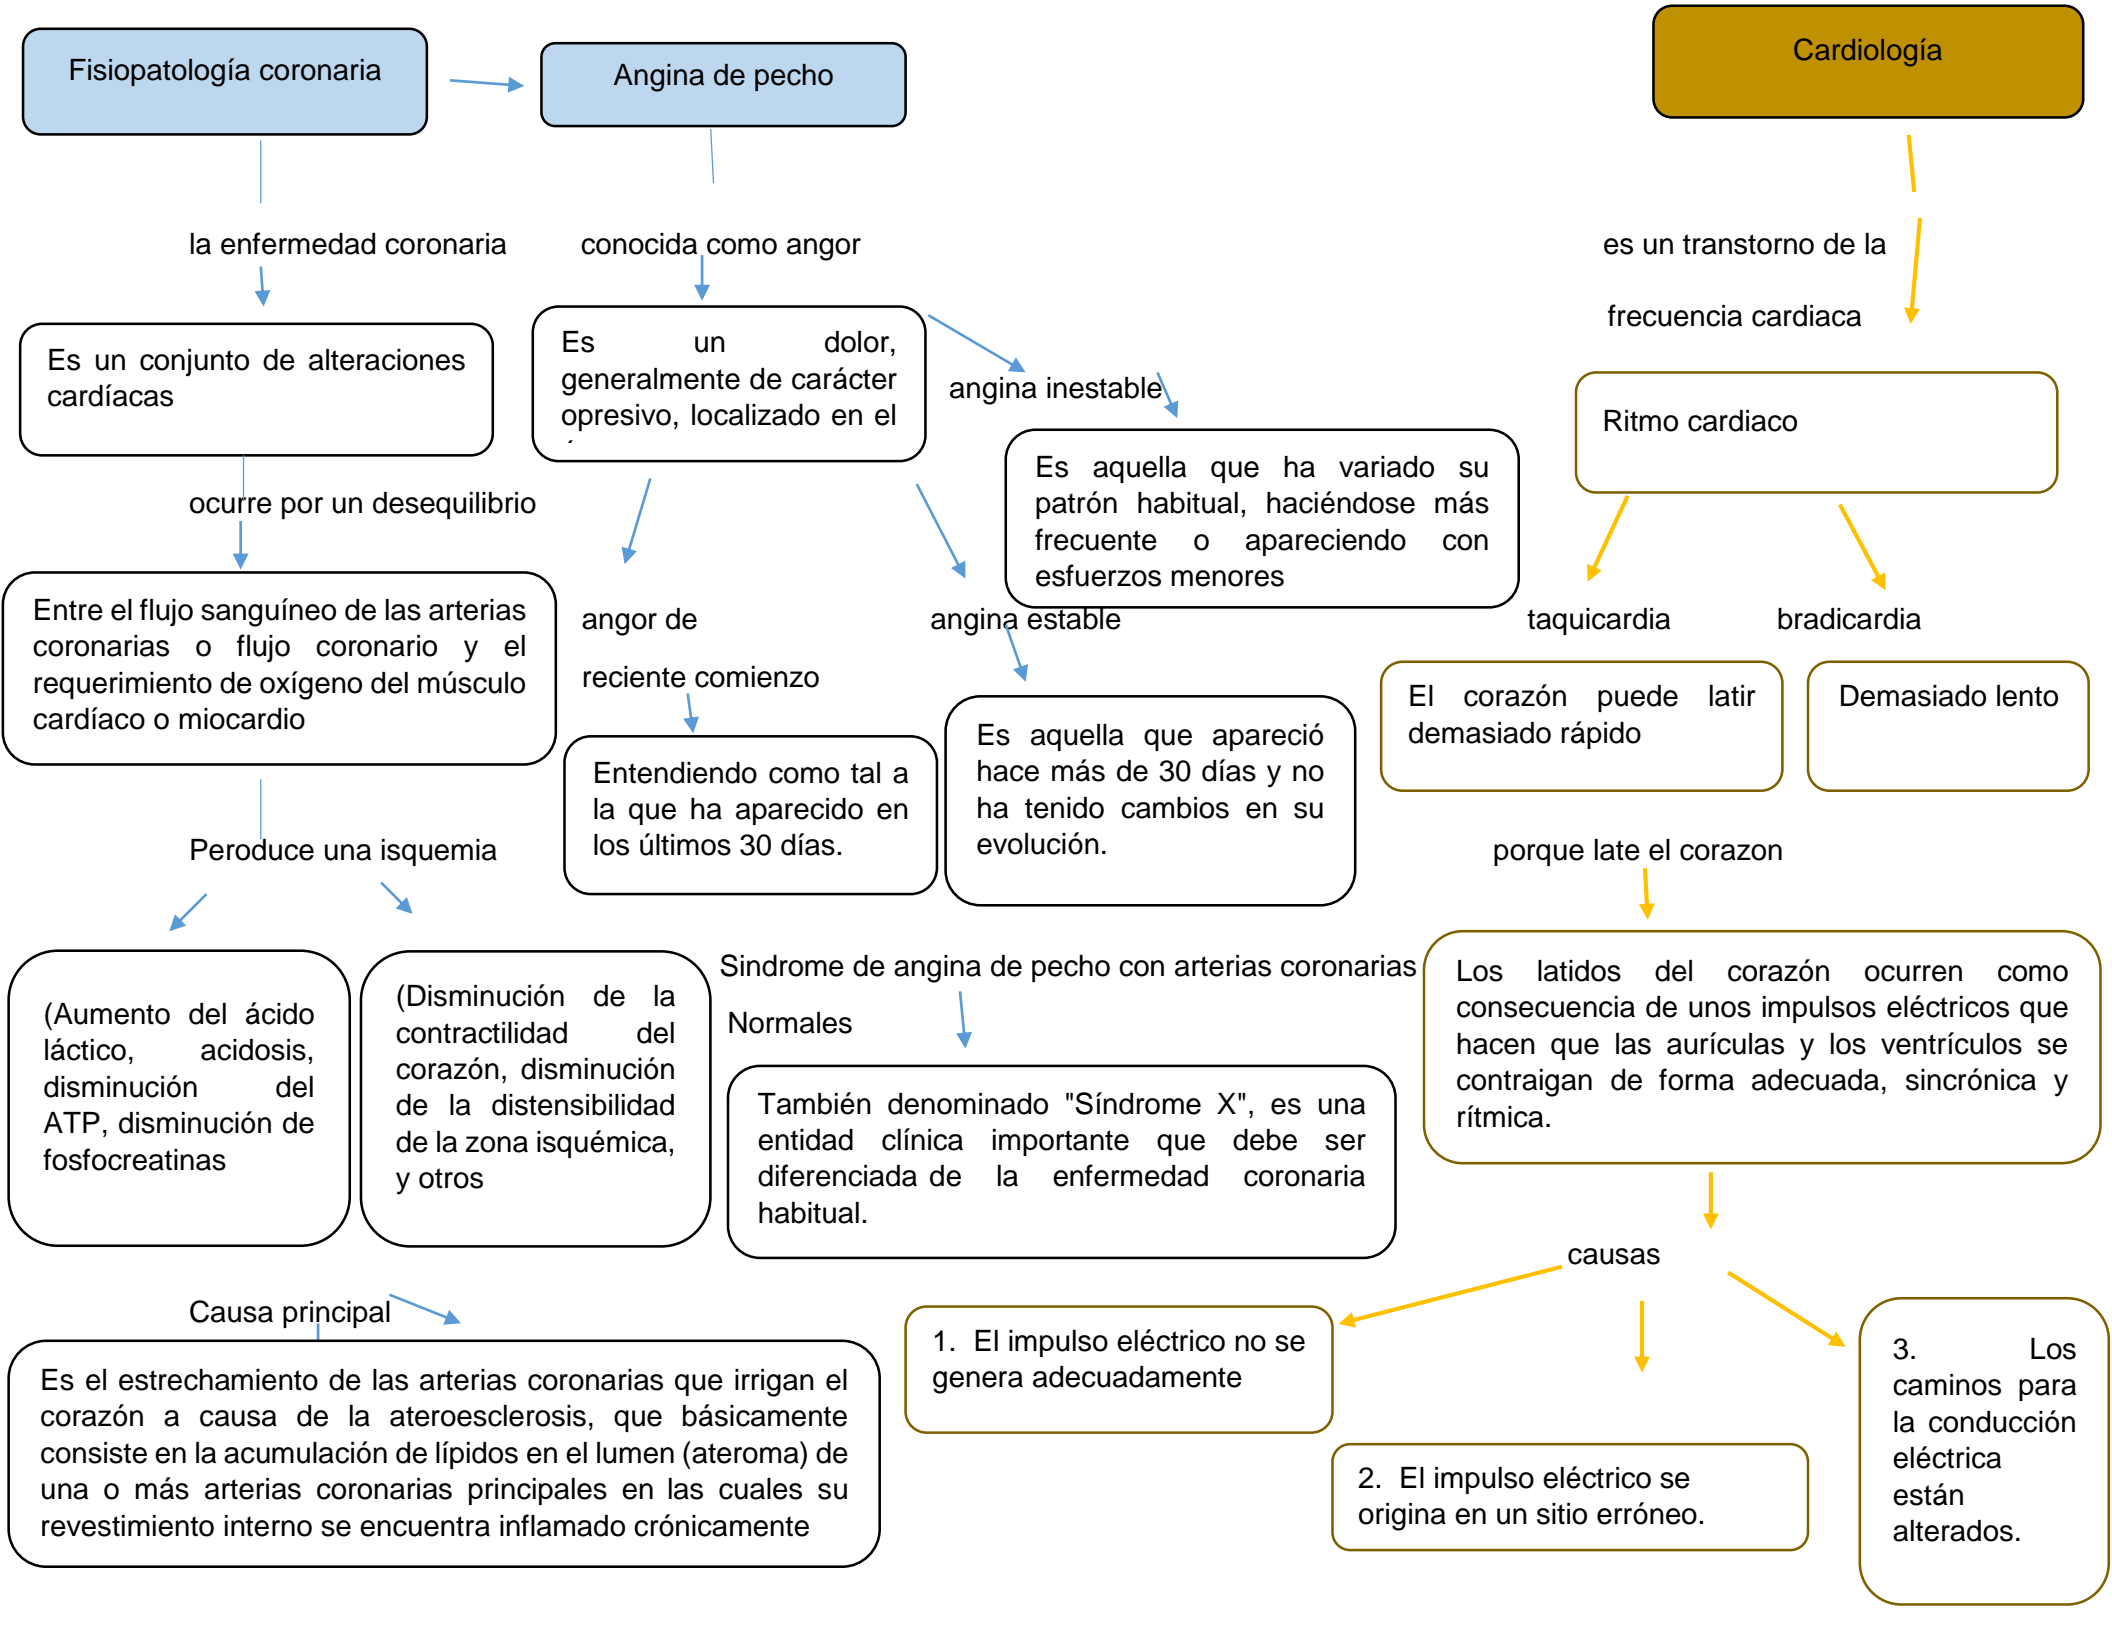 Fisiopatología coronaria
Angina de pecho
Cardiología
la enfermedad coronaria
conocida como angor
es un transtorno de la
frecuencia cardiaca
Es un conjunto de alteraciones
cardíacas
Es un dolor,
generalmente de carácter
opresivo, localizado en el
angina inestable
Ritmo cardiaco
Es aquella que ha variado su
patrón habitual, haciéndose más
frecuente o apareciendo con
esfuerzos menores
ocurre por un desequilibrio
Entre el flujo sanguíneo de las arterias
coronarias o flujo coronario y el
requerimiento de oxígeno del músculo
cardíaco o miocardio
angor de
reciente comienzo
angina estable
taquicardia
bradicardia
El corazón puede latir
demasiado rápido
Demasiado lento
Entendiendo como tal a
la que ha aparecido en
los últimos 30 días.
Es aquella que apareció
hace más de 30 días y no
ha tenido cambios en su
evolución.
Peroduce una isquemia
porque late el corazon
(Aumento del ácido
láctico, acidosis,
disminución del
ATP, disminución de
fosfocreatinas
(Disminución de la
contractilidad del
corazón, disminución
de la distensibilidad
de la zona isquémica,
y otros
Sindrome de angina de pecho con arterias coronarias
Normales
También denominado "Síndrome X", es una
entidad clínica importante que debe ser
diferenciada de la enfermedad coronaria
habitual.
Los latidos del corazón ocurren como
consecuencia de unos impulsos eléctricos que
hacen que las aurículas y los ventrículos se
contraigan de forma adecuada, sincrónica y
rítmica.
causas
Causa principal
Es el estrechamiento de las arterias coronarias que irrigan el
corazón a causa de la ateroesclerosis, que básicamente
consiste en la acumulación de lípidos en el lumen (ateroma) de
una o más arterias coronarias principales en las cuales su
revestimiento interno se encuentra inflamado crónicamente
1. El impulso eléctrico no se
genera adecuadamente
2. El impulso eléctrico se
origina en un sitio erróneo.
3. Los
caminos para
la conducción
eléctrica
están
alterados.